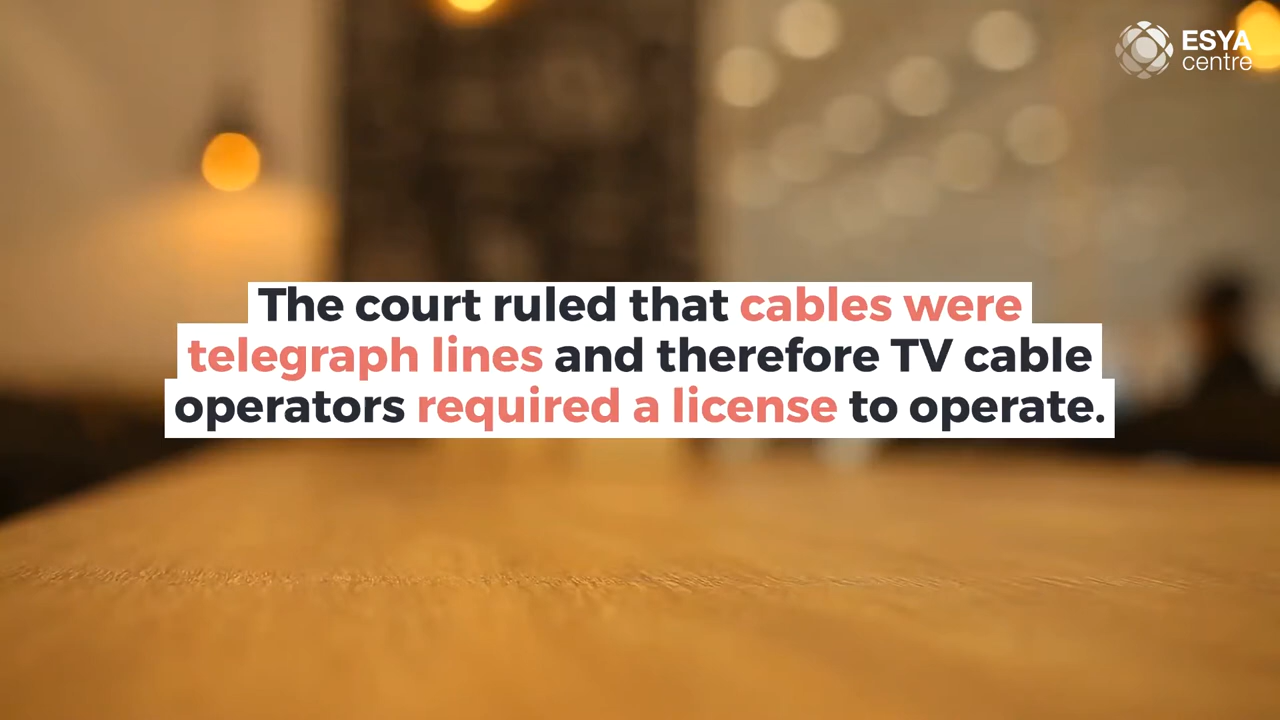 ESYA
centre
The court ruled that cables were
telegraph lines and therefore TV cable
operators required a license to operate.